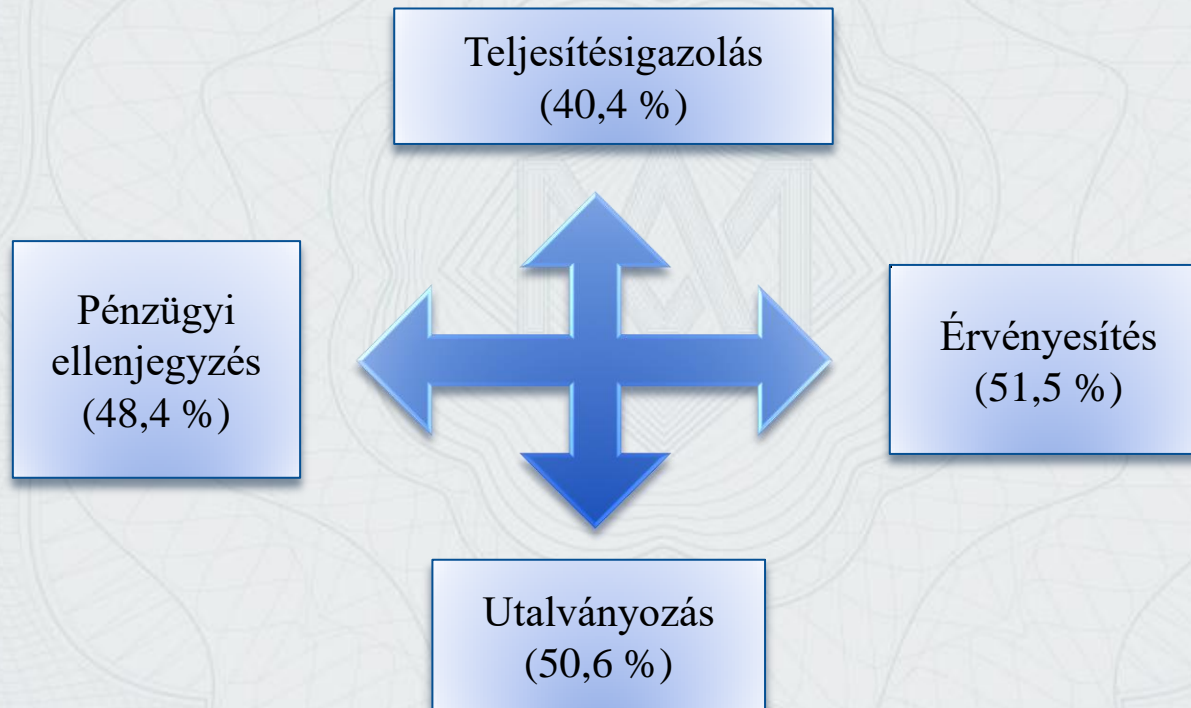 Teljesítésigazolás
(40,4 %)
Pénzügyi
ellenjegyzés
(48,4 %)
Érvényesítés
(51,5 %)
Utalványozás
(50,6 %)